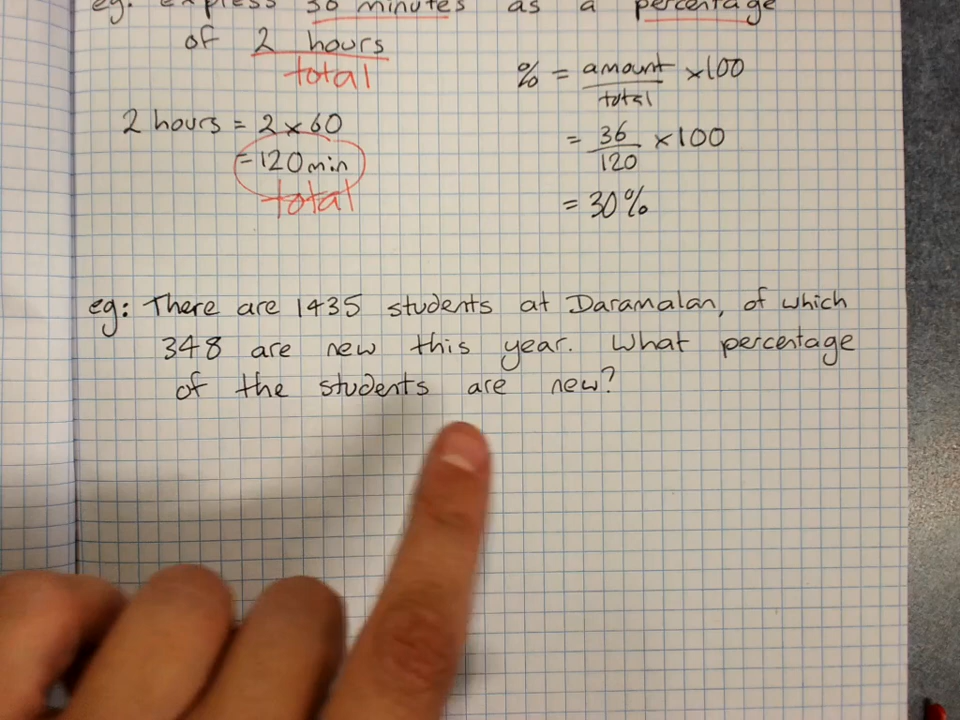 eg: express 36 minutes as a percentage
of 2 hours
total
2 hours = 2 × 60
= 120 min
total
% = amount/total × 100
= 36/120 × 100
= 30%
eg: There are 1435 students at Daramalan, of which
348 are new this year. What percentage
of the students are new?